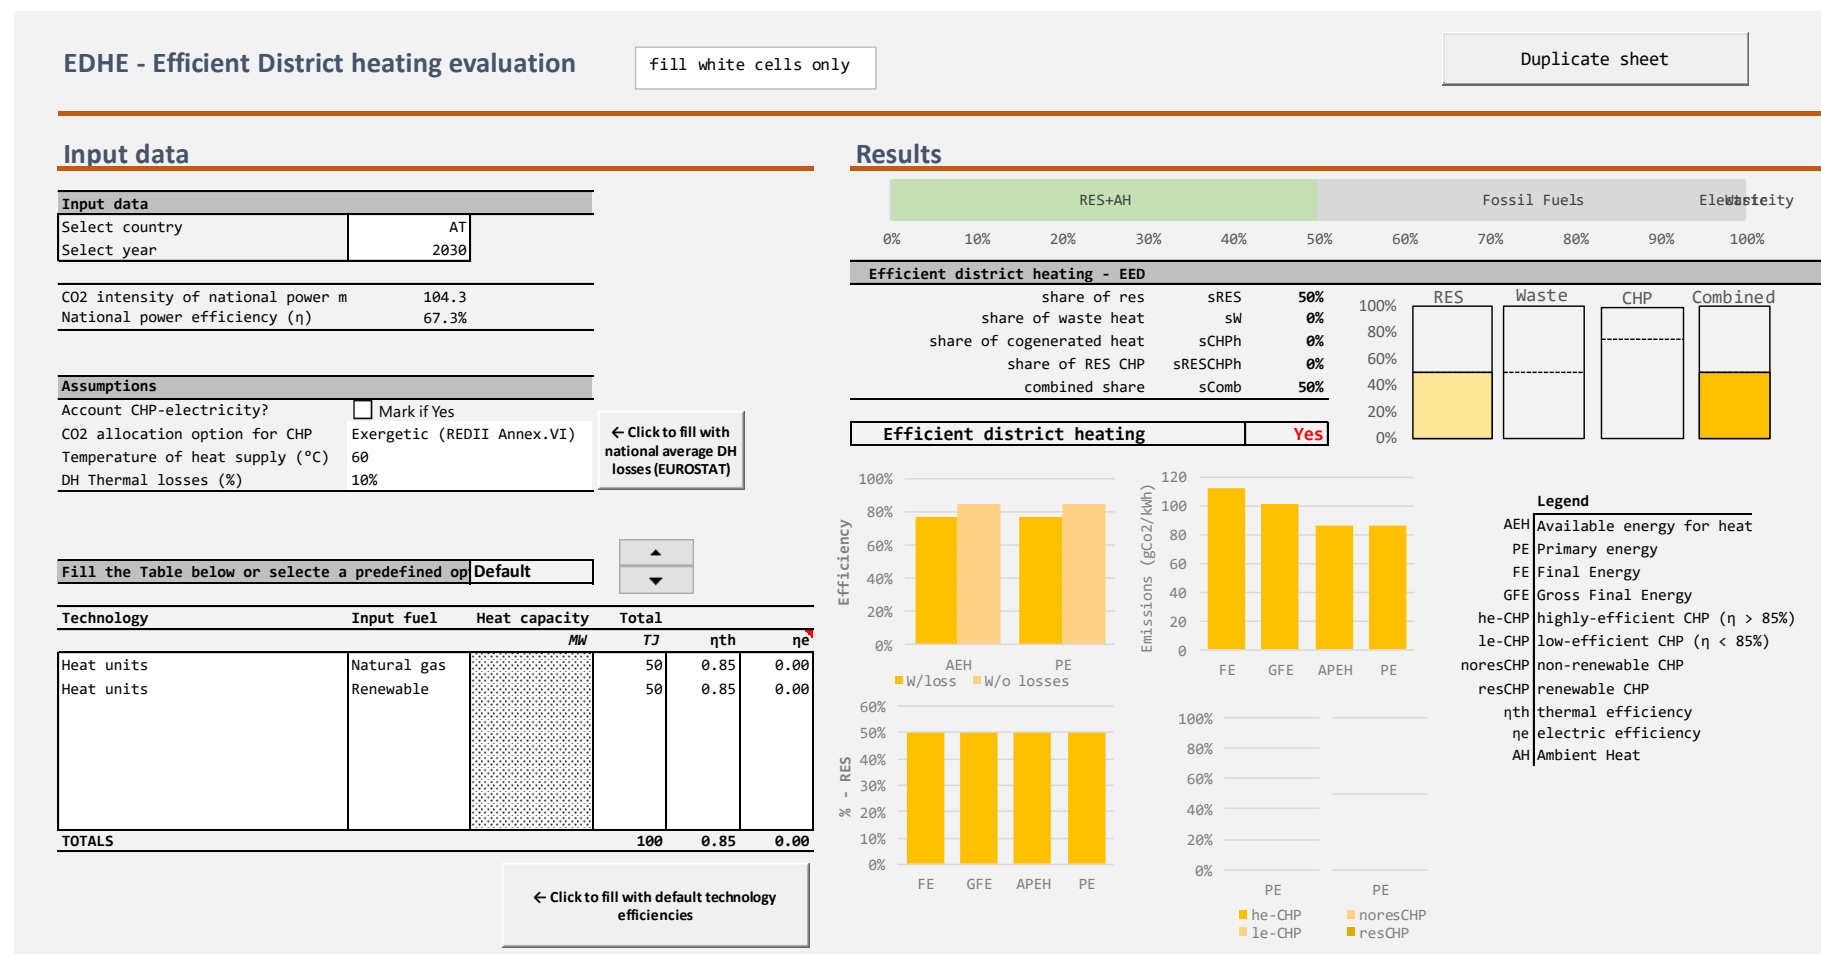 EDHE - Efficient District heating evaluation
fill white cells only
Duplicate sheet
Input data
Input data
Select country AT
Select year 2030
CO2 intensity of national power m 104.3
National power efficiency (η) 67.3%
Assumptions
Account CHP-electricity? Mark if Yes
CO2 allocation option for CHP Exergetic (REDII Annex.VI)
Temperature of heat supply (ºC) 60
DH Thermal losses (%) 10%
← Click to fill with
national average DH
losses (EUROSTAT)
Fill the Table below or selecte a predefined op Default
Technology Input fuel Heat capacity Total
MW TJ ηth ηe
Heat units Natural gas 50 0.85 0.00
Heat units Renewable 50 0.85 0.00
TOTALS 100 0.85 0.00
← Click to fill with default technology
efficiencies
Results
RES+AH Fossil Fuels Electricity Waste
0% 10% 20% 30% 40% 50% 60% 70% 80% 90% 100%
Efficient district heating - EED
share of res sRES 50%
share of waste heat sW 0%
share of cogenerated heat sCHPh 0%
share of RES CHP sRESCHPh 0%
combined share sComb 50%
RES Waste CHP Combined
100%
80%
60%
40%
20%
0%
Efficient district heating Yes
Efficiency
100%
80%
60%
40%
20%
0%
AEH PE
W/loss W/o losses
Emissions (gCo2/kWh)
120
100
80
60
40
20
0
FE GFE APEH PE
Legend
AEH Available energy for heat
PE Primary energy
FE Final Energy
GFE Gross Final Energy
he-CHP highly-efficient CHP (η > 85%)
le-CHP low-efficient CHP (η < 85%)
noresCHP non-renewable CHP
resCHP renewable CHP
ηth thermal efficiency
ηe electric efficiency
AH Ambient Heat
% - RES
60%
50%
40%
30%
20%
10%
0%
FE GFE APEH PE
100%
80%
60%
40%
20%
0%
PE PE
he-CHP noresCHP
le-CHP resCHP